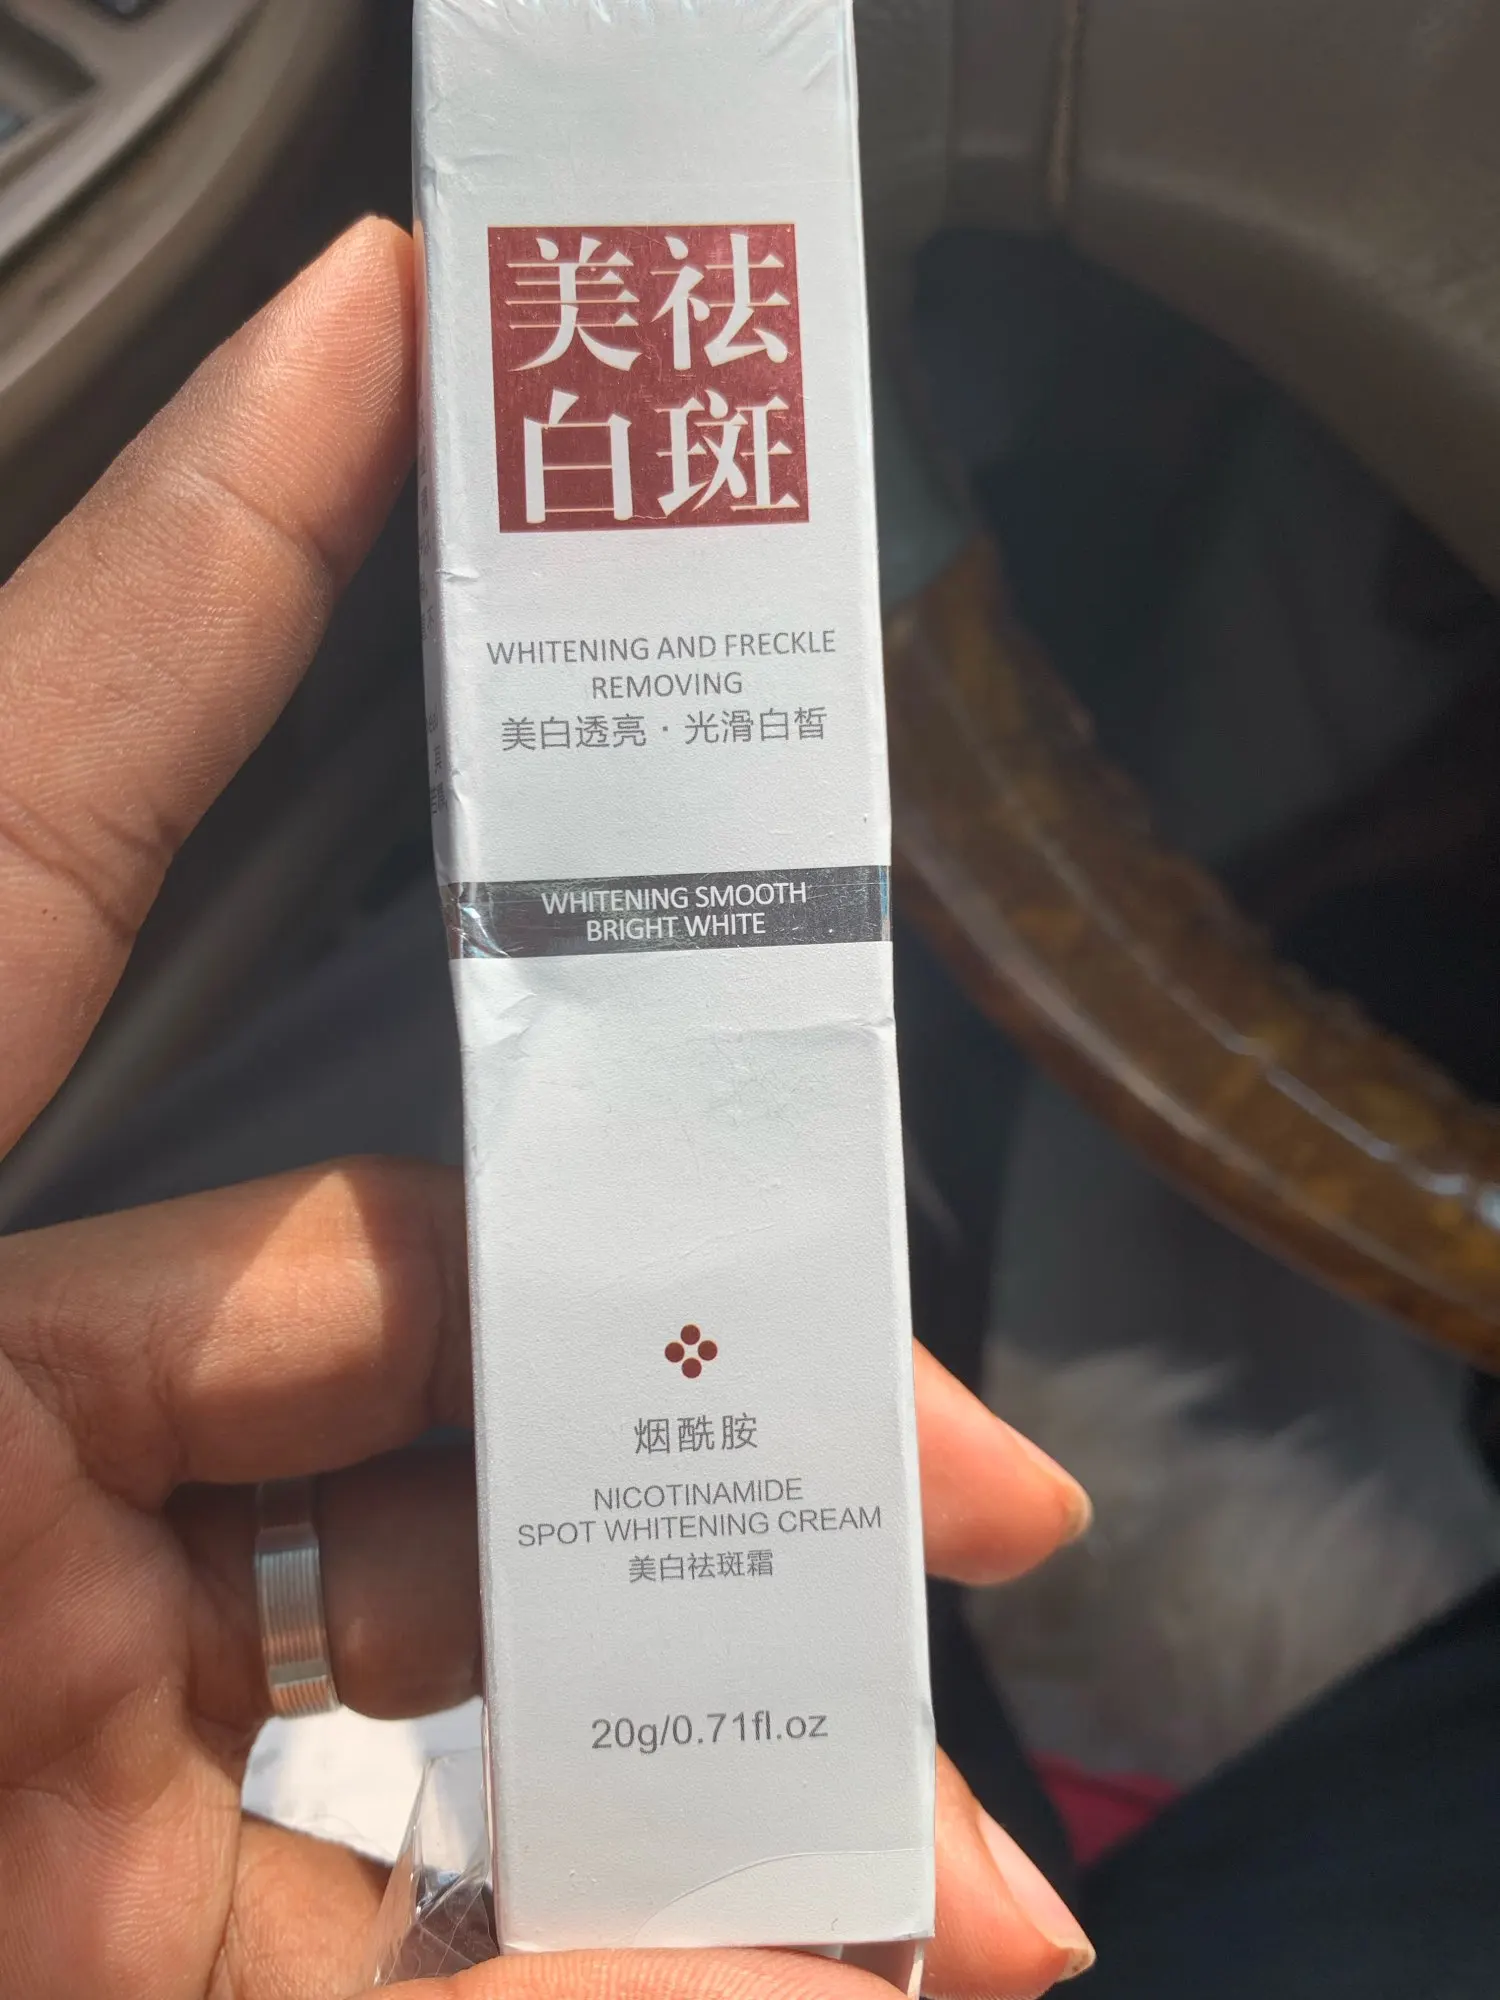 美白
祛斑
WHITENING AND FRECKLE
REMOVING
美白透亮·光滑白皙
WHITENING SMOOTH
BRIGHT WHITE
烟酰胺
NICOTINAMIDE
SPOT WHITENING CREAM
美白祛斑霜
20g/0.71fl.oz